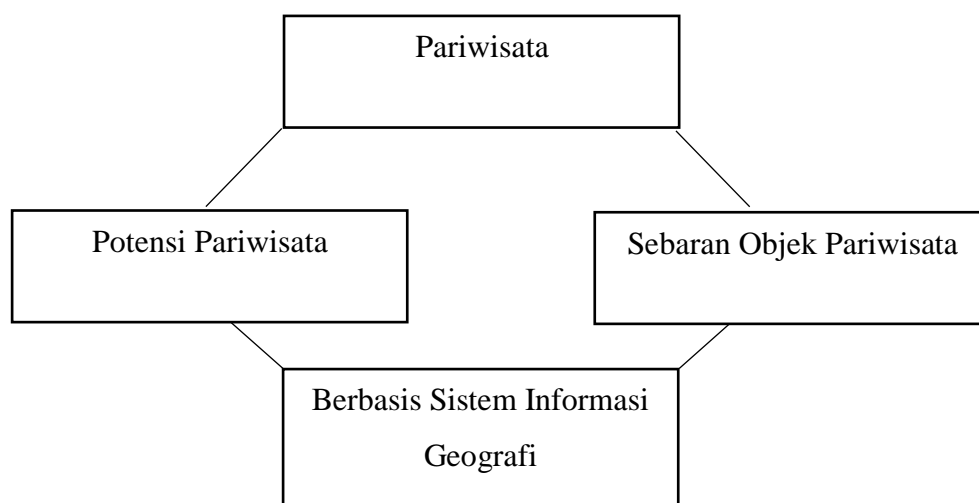 Pariwisata
Potensi Pariwisata
Sebaran Objek Pariwisata
Berbasis Sistem Informasi
Geografi